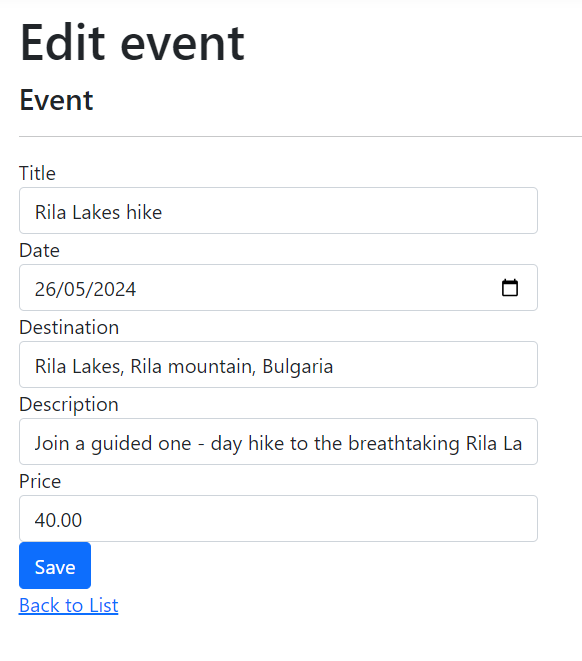 Edit event
Event
Title
Rila Lakes hike
Date
26/05/2024
Destination
Rila Lakes, Rila mountain, Bulgaria
Description
Join a guided one - day hike to the breathtaking Rila La
Price
40.00
Save
Back to List